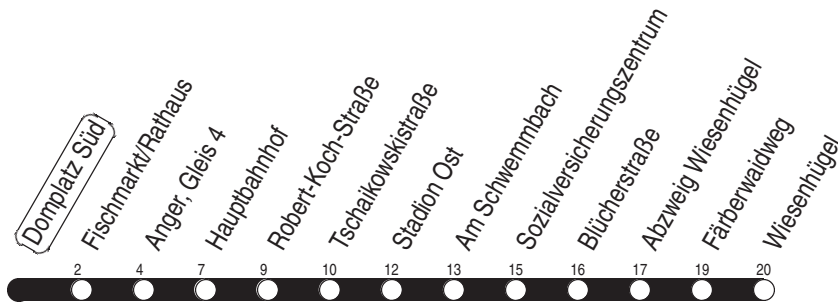 Domplatz Süd
Fischmarkt/Rathaus
Anger, Gleis 4
Hauptbahnhof
Robert-Koch-Straße
Tschaikowskistraße
Stadion Ost
Am Schwemmbach
Sozialversicherungszentrum
Blücherstraße
Abzweig Wiesenhügel
Färberwaidweg
Wiesenhügel
2 4 7 9 10 12 13 15 16 17 19 20